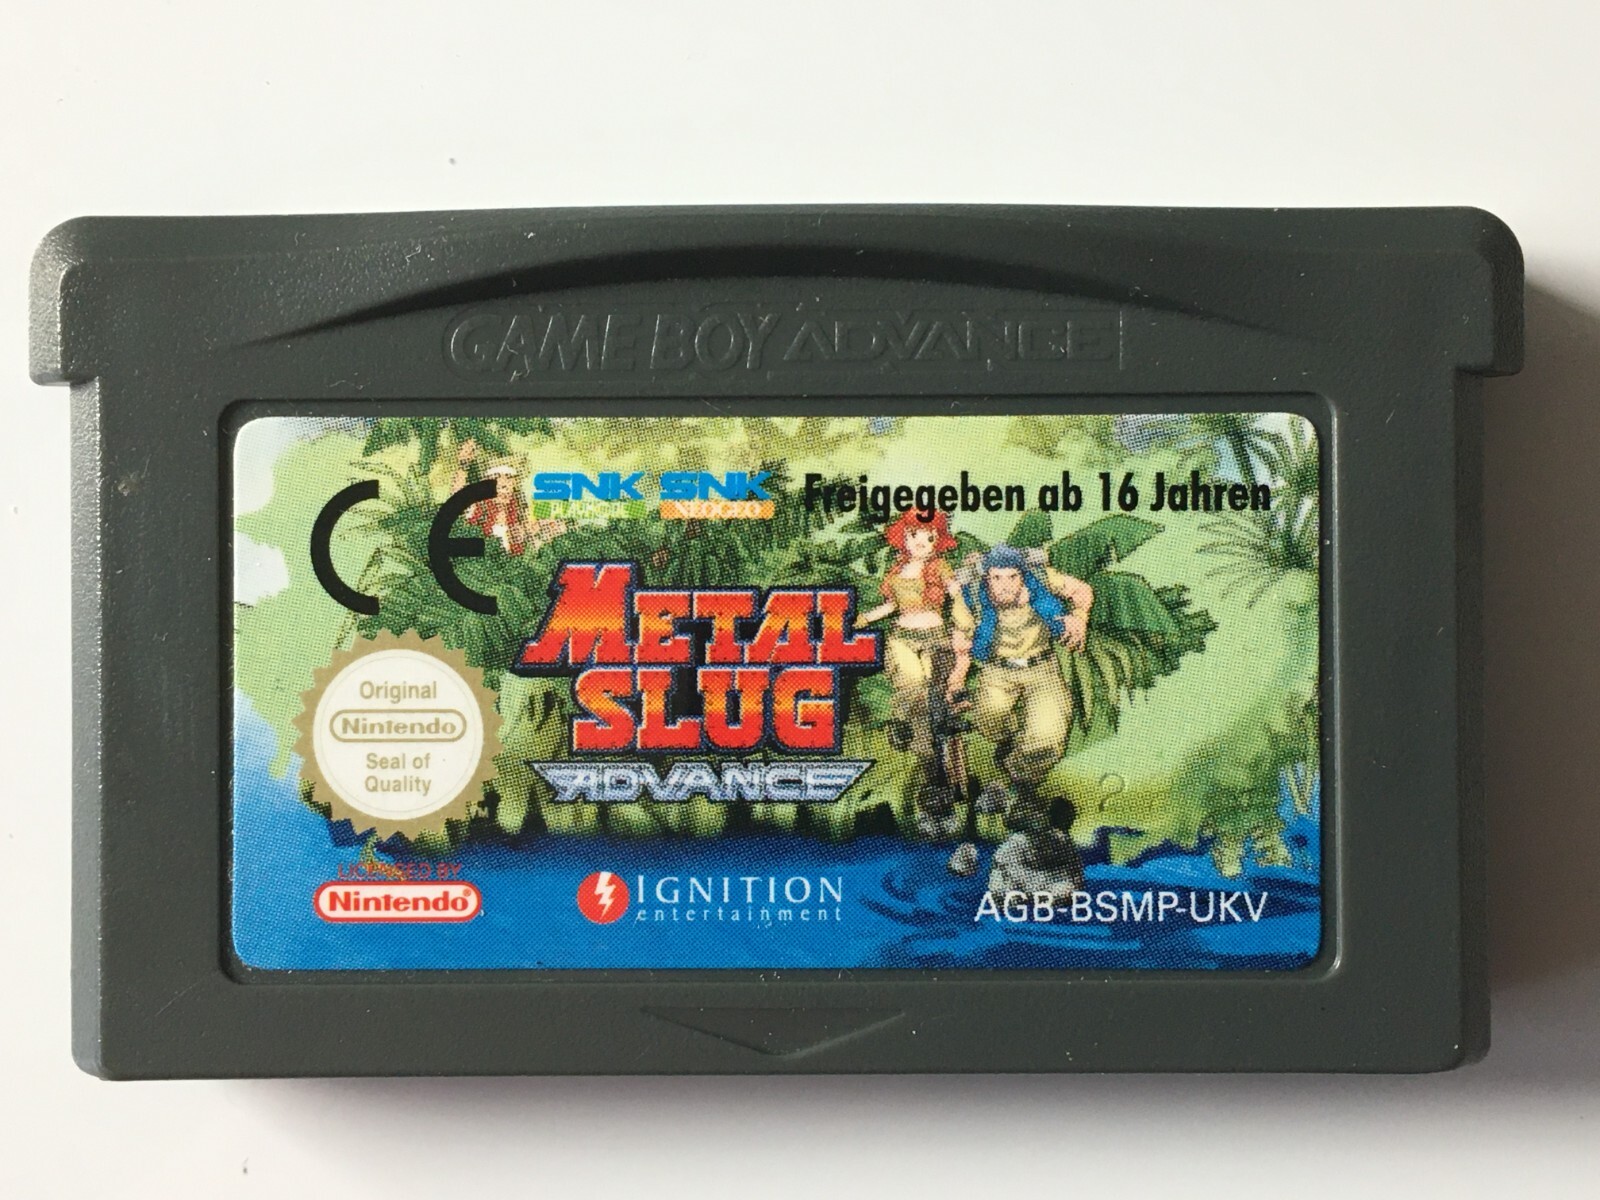 GAME BOY ADVANCE
SNK PLAYMORE SNK NEOGEO
Freigegeben ab 16 Jahren
CE
METAL
SLUG
ADVANCE
Original
Nintendo
Seal of
Quality
LICENSED BY
Nintendo®
IGNITION
entertainment
AGB-BSMP-UKV